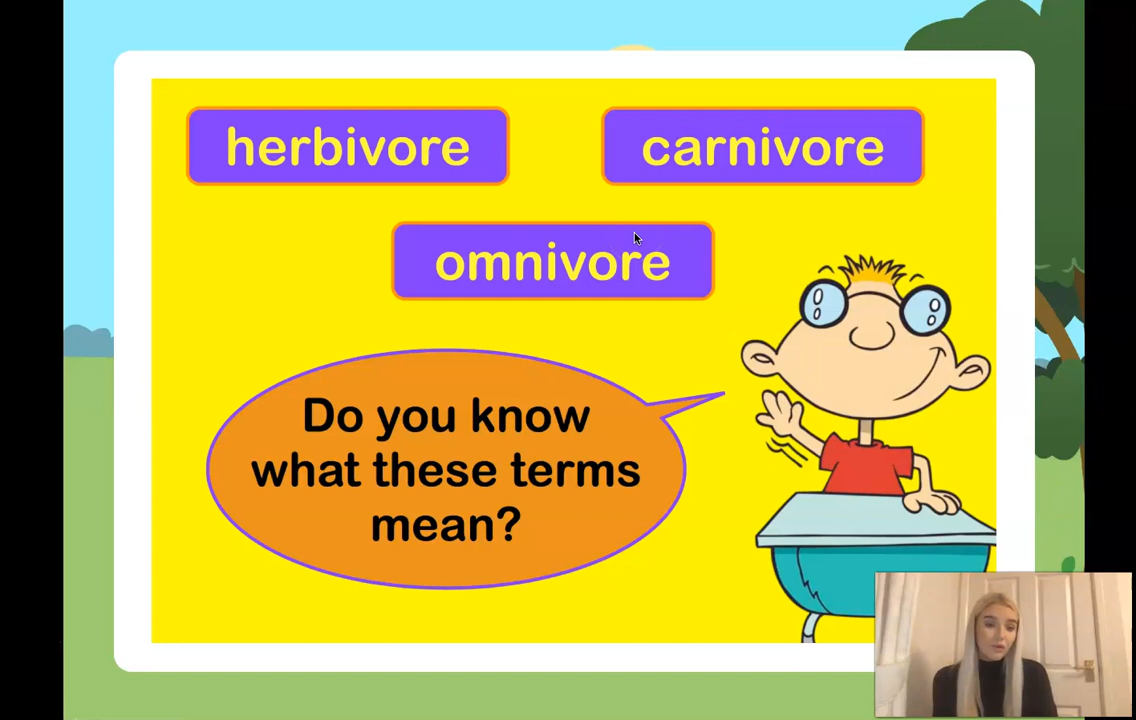 herbivore
carnivore
omnivore
Do you know
what these terms
mean?